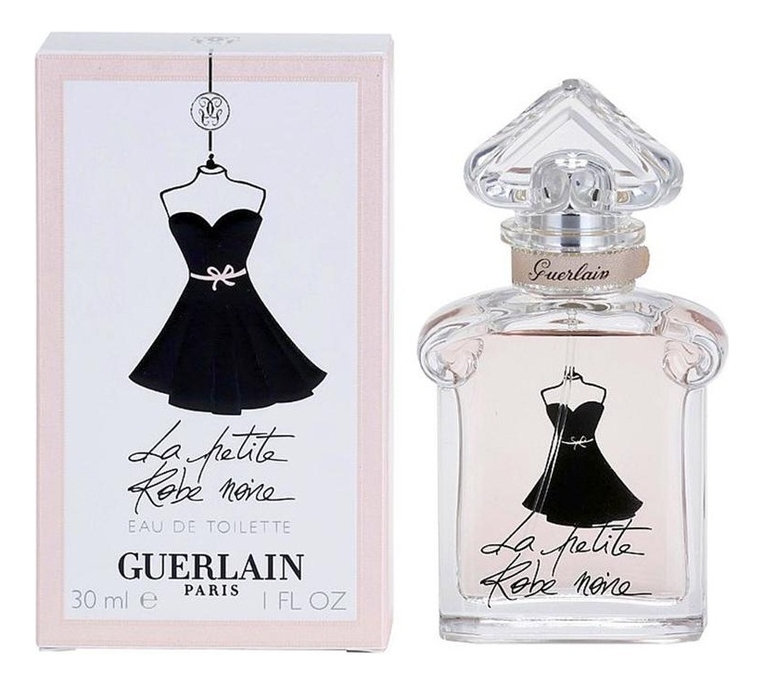 La petite
Robe noire
EAU DE TOILETTE
GUERLAIN
PARIS
30 ml e 1 FL OZ
Guerlain
La petite
Robe noire